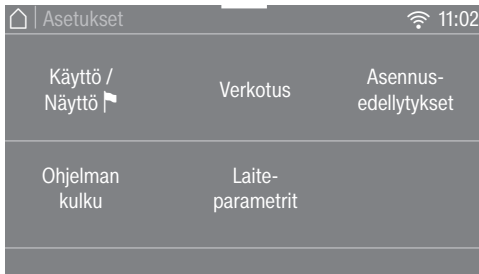 Asetukset 11:02
Käyttö /
Näyttö
Verkotus
Asennus-
edellytykset
Ohjelman
kulku
Laite-
parametrit